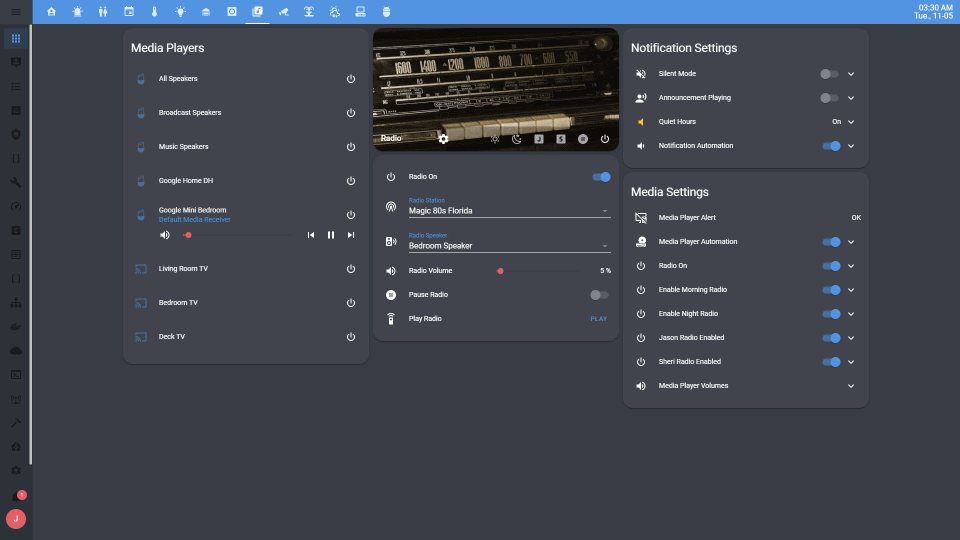 03:30 AM
Tue., 11-05
Media Players
All Speakers
Broadcast Speakers
Music Speakers
Google Home DH
Google Mini Bedroom
Default Media Receiver
Living Room TV
Bedroom TV
Deck TV
1600 1400 1200 1000 800 700 600
Radio
Radio On
Radio Station
Magic 80s Florida
Radio Speaker
Bedroom Speaker
Radio Volume
5 %
Pause Radio
Play Radio
PLAY
Notification Settings
Silent Mode
Announcement Playing
Quiet Hours
On
Notification Automation
Media Settings
Media Player Alert
OK
Media Player Automation
Radio On
Enable Morning Radio
Enable Night Radio
Jason Radio Enabled
Sheri Radio Enabled
Media Player Volumes
1
J